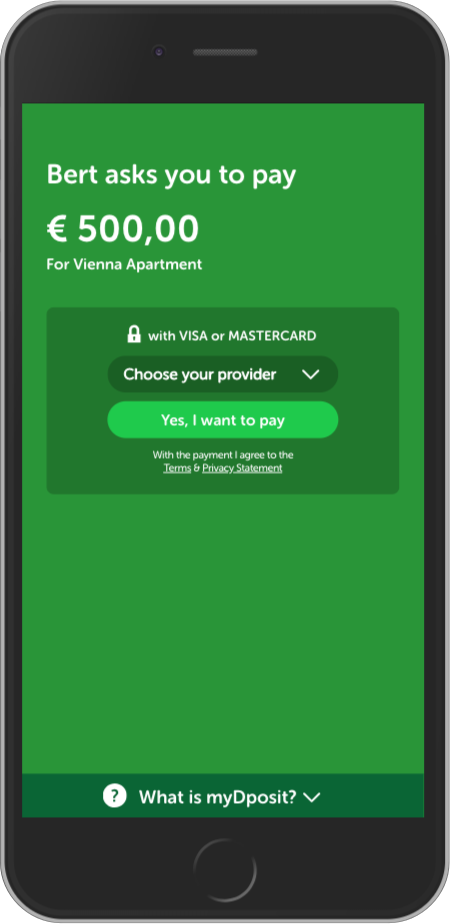 Bert asks you to pay
€ 500,00
For Vienna Apartment
with VISA or MASTERCARD
Choose your provider
Yes, I want to pay
With the payment I agree to the
Terms & Privacy Statement
? What is myDposit?